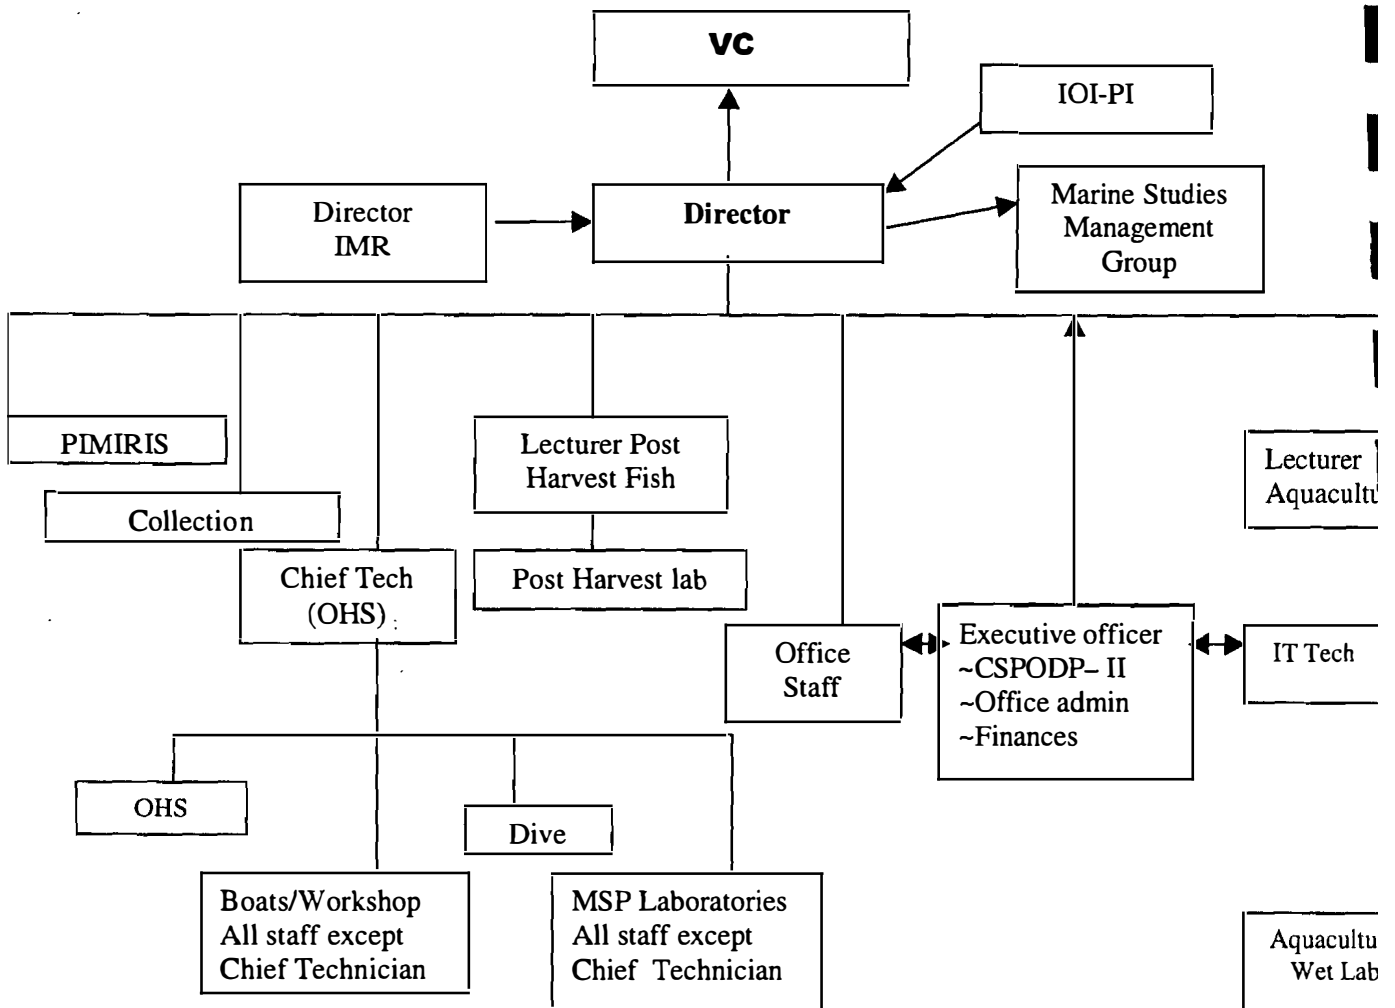 VC
IOI-PI
Director
IMR
Director
Marine Studies
Management
Group
PIMIRIS
Collection
Lecturer Post
Harvest Fish
Lecturer
Chief Tech
(OHS)
Post Harvest lab
Office
Staff
Executive officer
~CSPODP– II
~Office admin
~Finances
IT Tech
OHS
Dive
Boats/Workshop
All staff except
Chief Technician
MSP Laboratories
All staff except
Chief Technician
Wet Lab